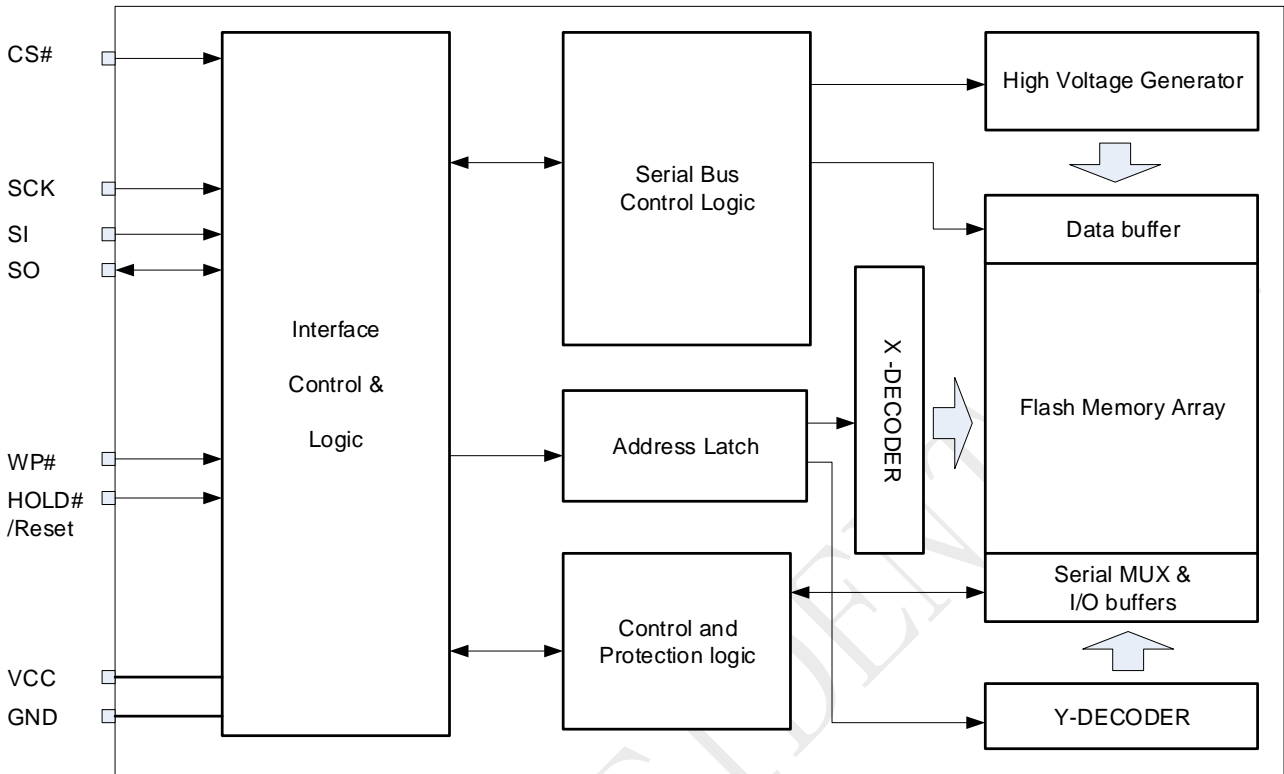 CS#
SCK
SI
SO
WP#
HOLD#
/Reset
VCC
GND
Interface
Control &
Logic
Serial Bus
Control Logic
Address Latch
Control and
Protection logic
X -DECODER
High Voltage Generator
Data buffer
Flash Memory Array
Serial MUX &
I/O buffers
Y-DECODER